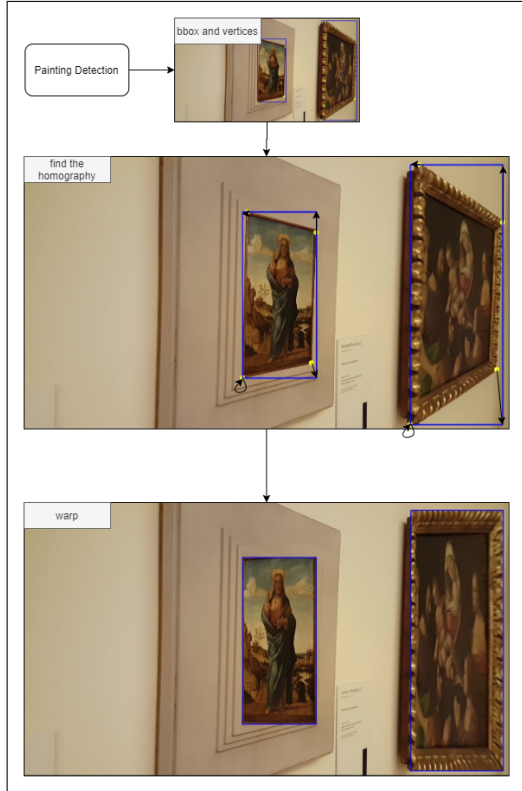 bbox and vertices
Painting Detection
find the
homography
warp